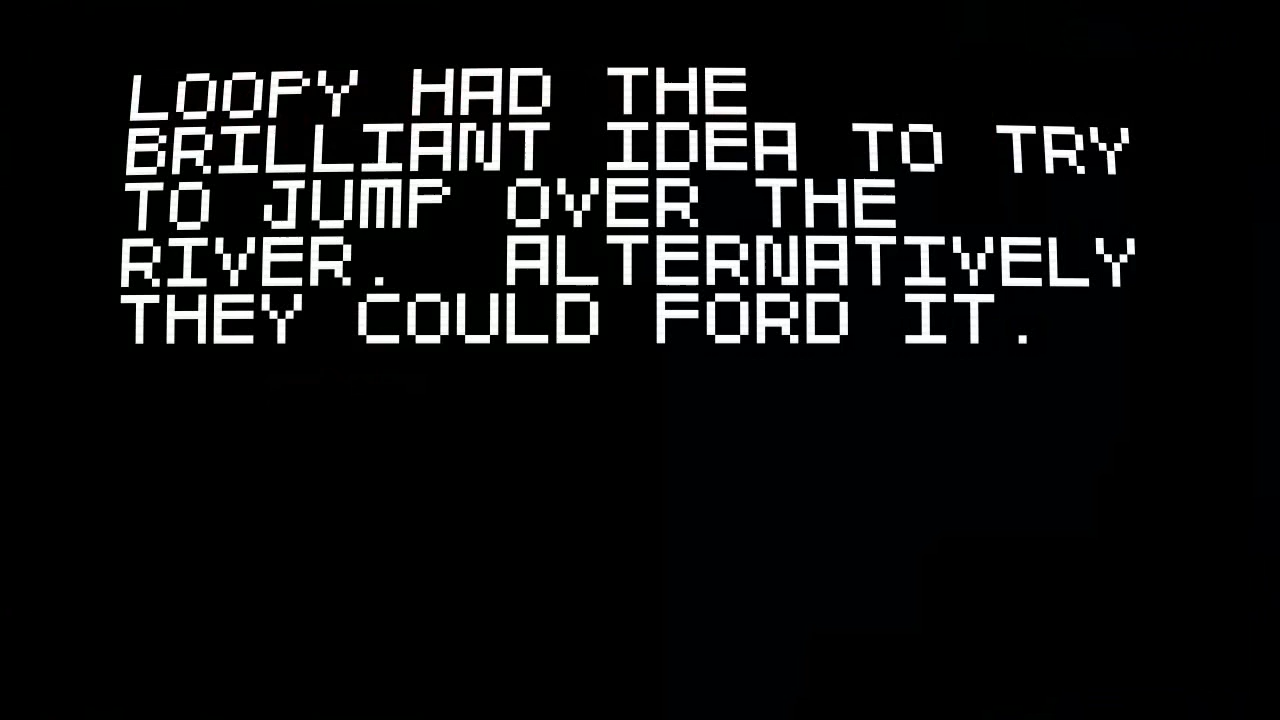 LOOPY HAD THE
BRILLIANT IDEA TO TRY
TO JUMP OVER THE
RIVER.  ALTERNATIVELY
THEY COULD FORD IT.